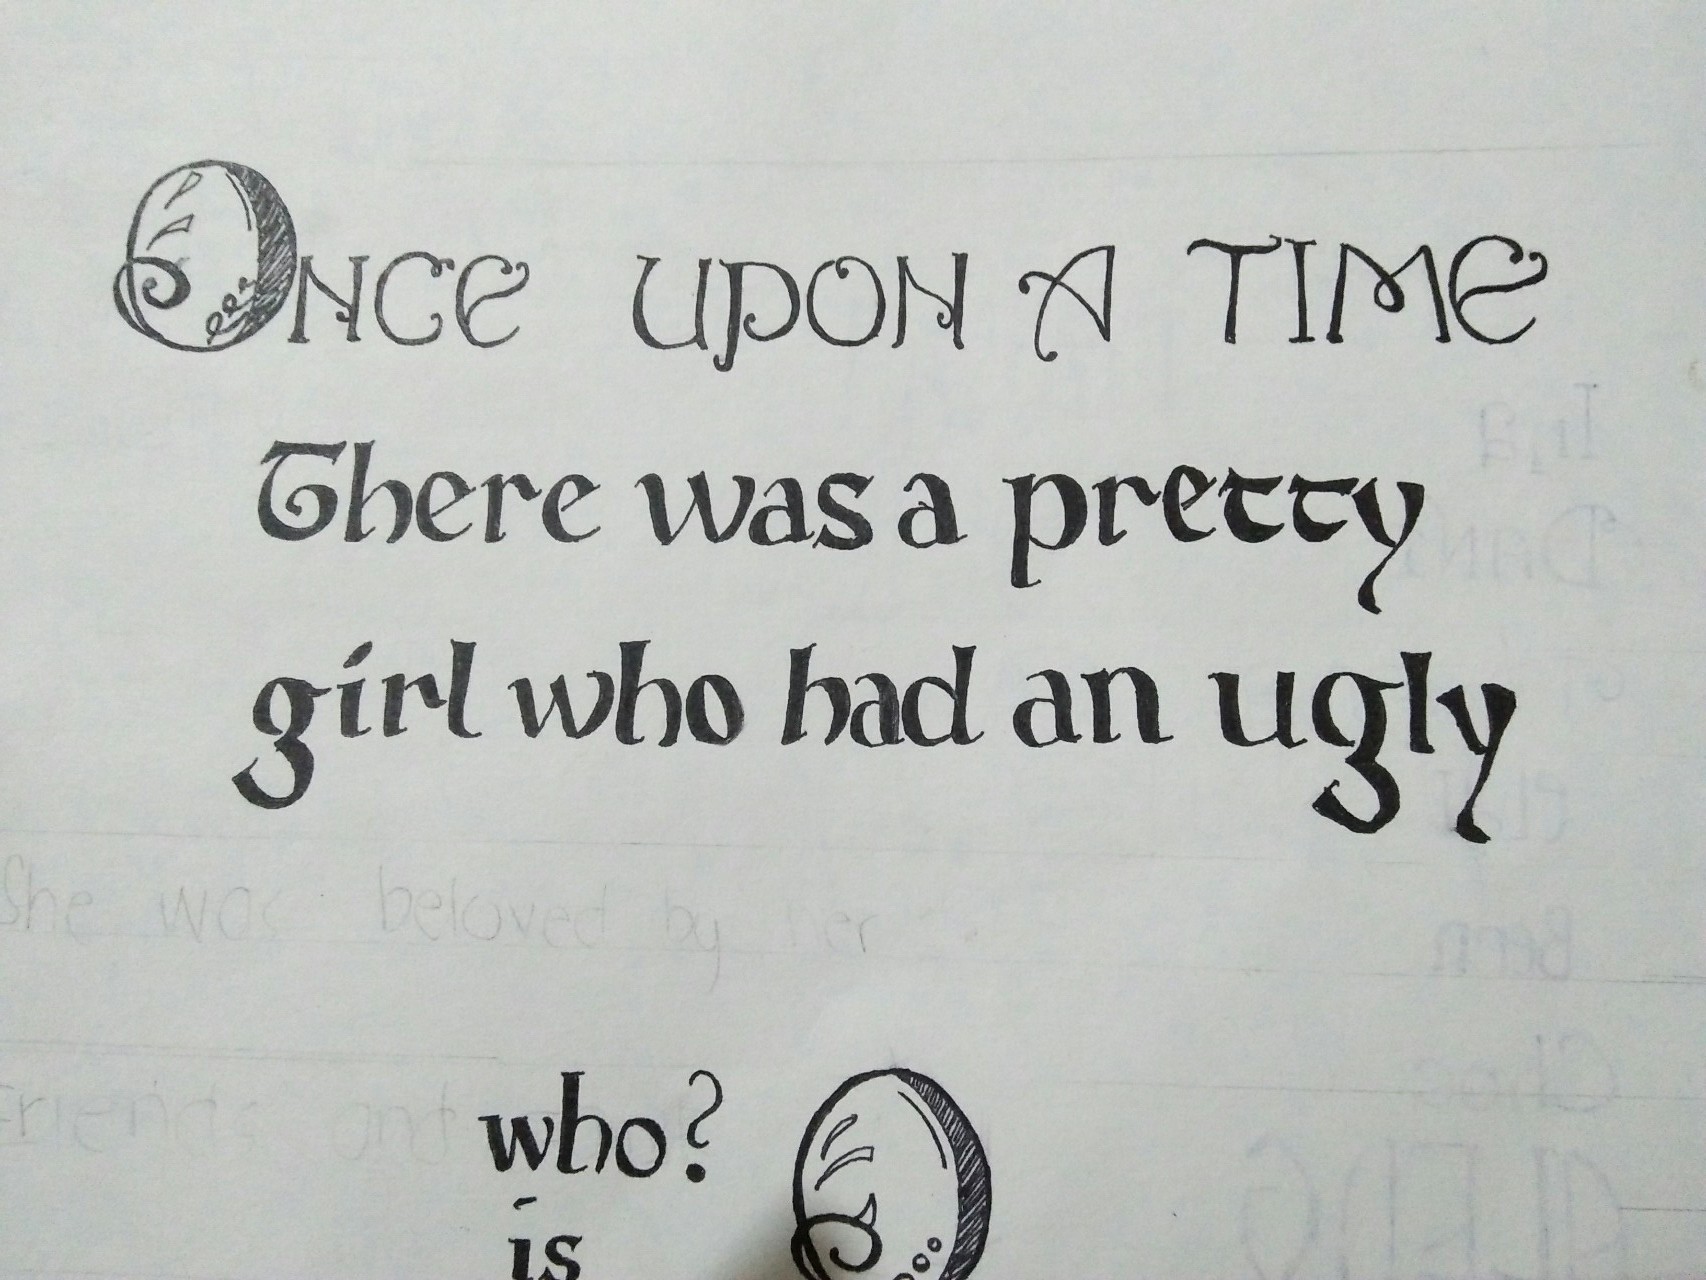 ONCE UPON A TIME
There was a pretty
girl who had an ugly
She was beloved by her
Friends and
who?
is
O